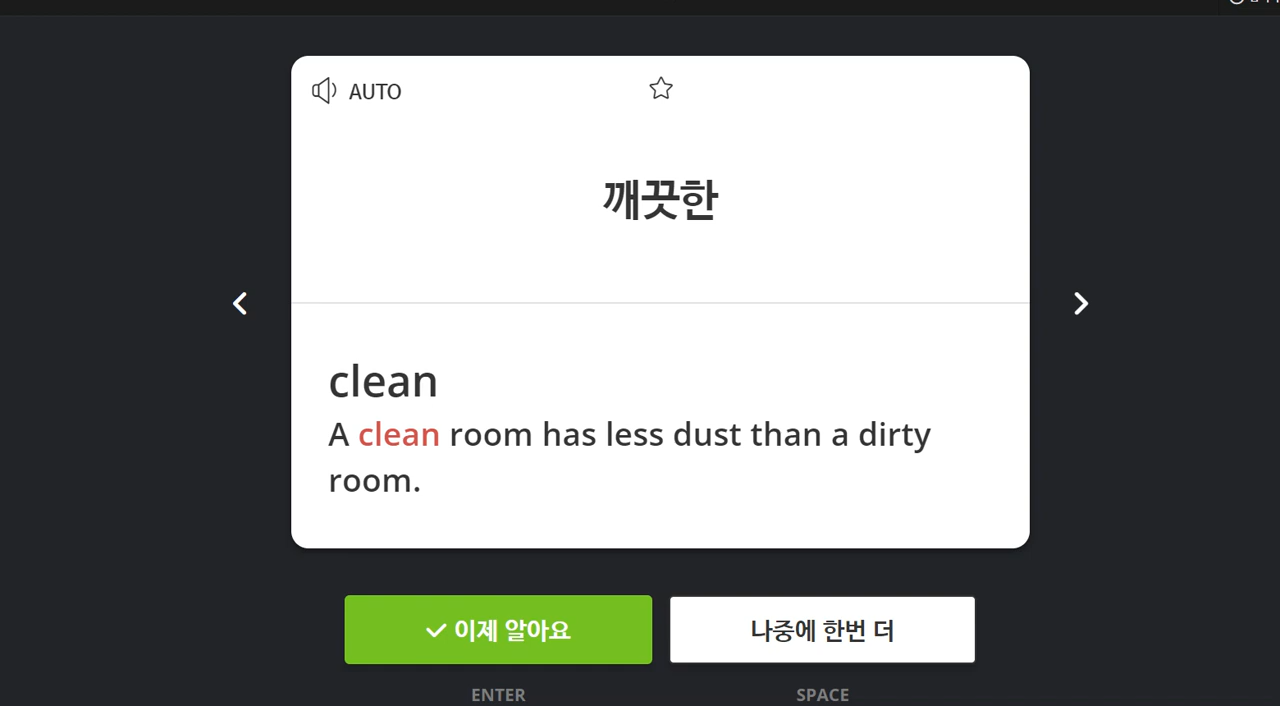 AUTO
깨끗한
clean
A clean room has less dust than a dirty
room.
이제 알아요
나중에 한번 더
ENTER
SPACE